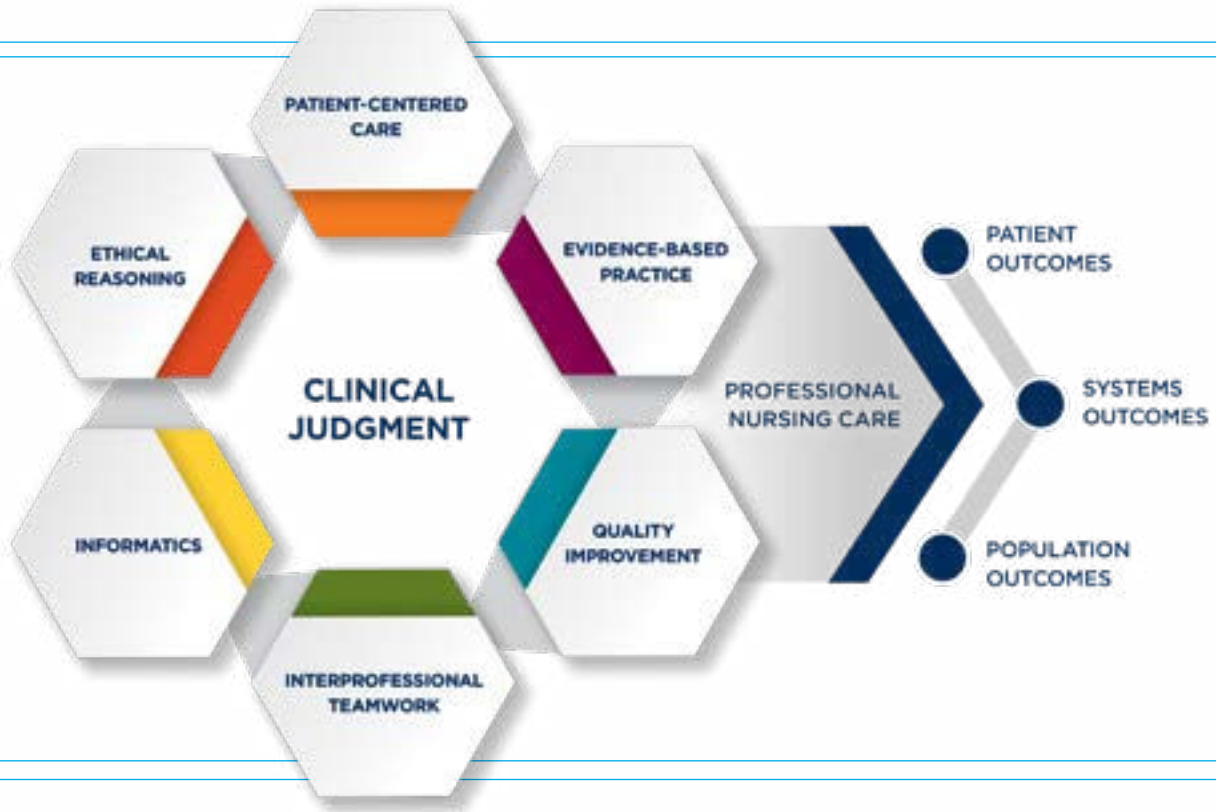 PATIENT-CENTERED
CARE
ETHICAL
REASONING
EVIDENCE-BASED
PRACTICE
CLINICAL
JUDGMENT
INFORMATICS
QUALITY
IMPROVEMENT
INTERPROFESSIONAL
TEAMWORK
PROFESSIONAL
NURSING CARE
PATIENT
OUTCOMES
SYSTEMS
OUTCOMES
POPULATION
OUTCOMES